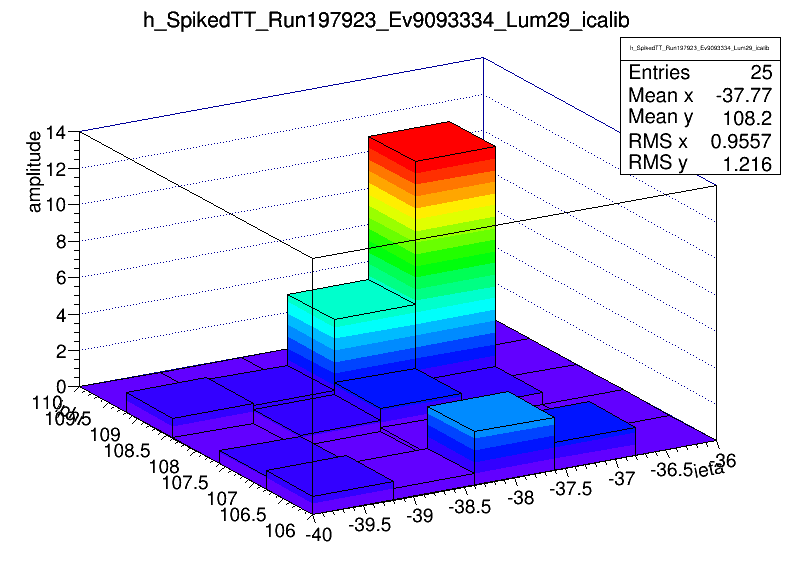 h_SpikedTT_Run197923_Ev9093334_Lum29_icalib
h_SpikedTT_Run197923_Ev9093334_Lum29_icalib
Entries 25
Mean x -37.77
Mean y 108.2
RMS x 0.9557
RMS y 1.216
amplitude
14
12
10
8
6
4
2
0
110
109.5
109
108.5
108
107.5
107
106.5
106
-40
-39.5
-39
-38.5
-38
-37.5
-37
-36.5
-36
ieta